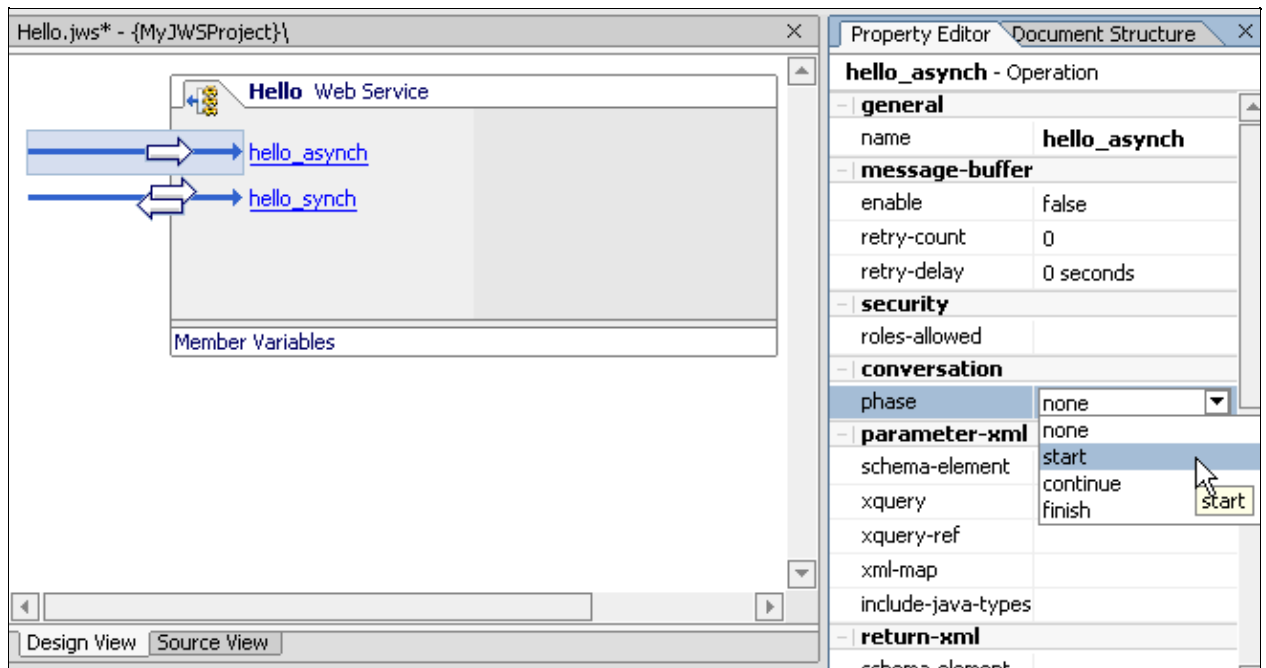 Hello.jws* - {MyJWSProject}\
Hello Web Service
hello_asynch
hello_synch
Member Variables
Design View Source View
Property Editor Document Structure
hello_asynch - Operation
general
name hello_asynch
message-buffer
enable false
retry-count 0
retry-delay 0 seconds
security
roles-allowed
conversation
phase none
none
parameter-xml
start
schema-element
continue
start
xquery
finish
xquery-ref
xml-map
include-java-types
return-xml
schema-element